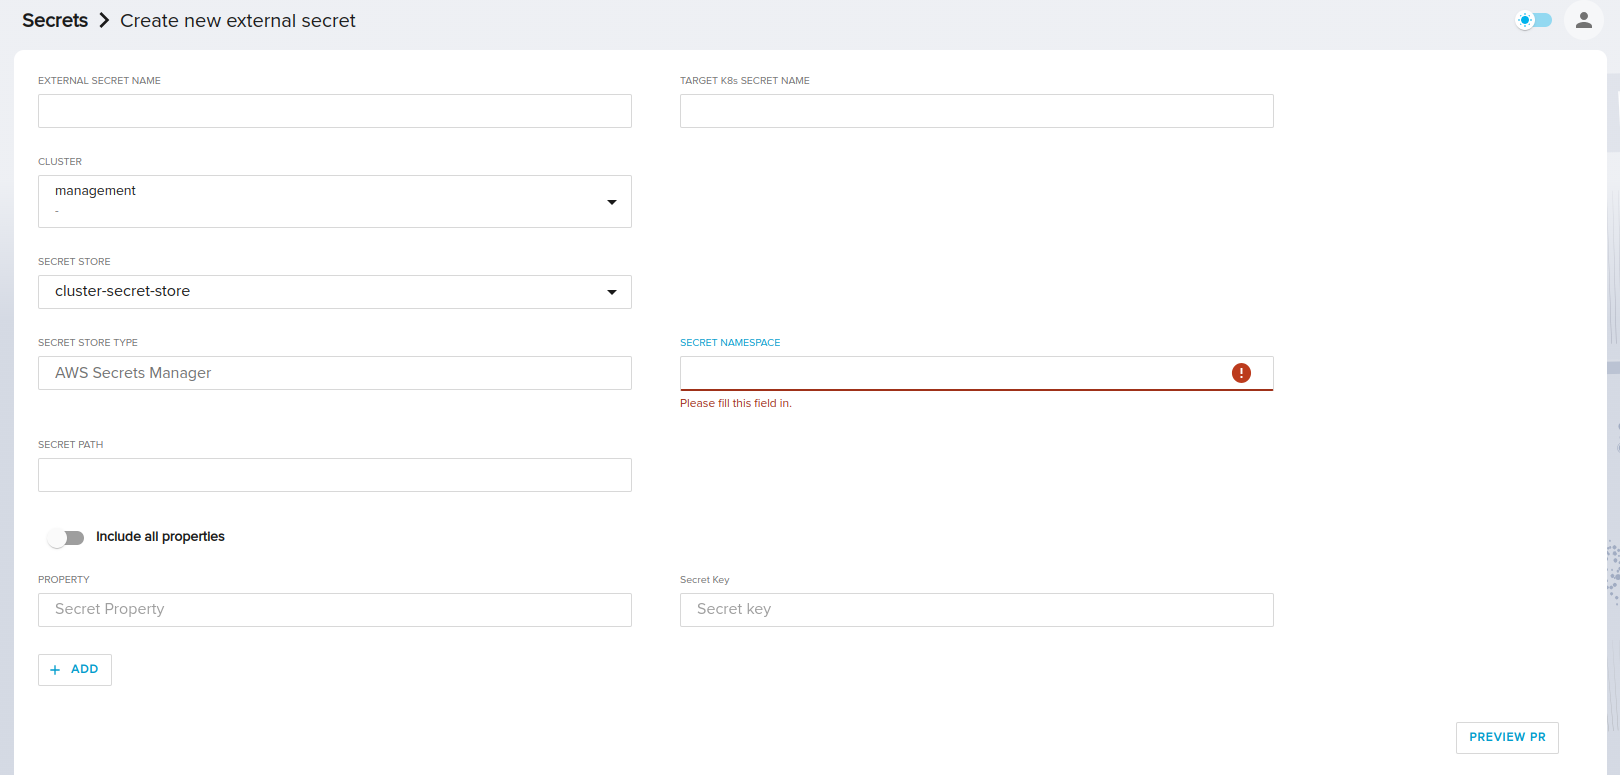 Secrets > Create new external secret
EXTERNAL SECRET NAME
TARGET K8s SECRET NAME
CLUSTER
management
-
SECRET STORE
cluster-secret-store
SECRET STORE TYPE
AWS Secrets Manager
SECRET NAMESPACE
Please fill this field in.
SECRET PATH
Include all properties
PROPERTY
Secret Property
Secret Key
Secret key
+ ADD
PREVIEW PR